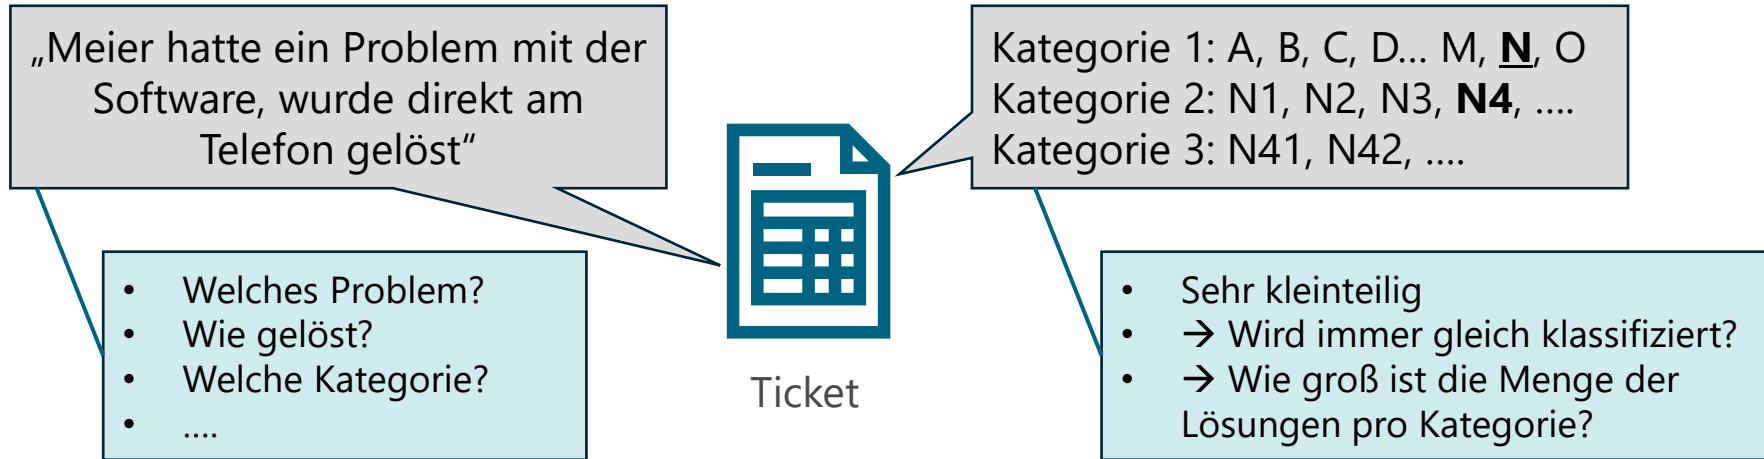 „Meier hatte ein Problem mit der
Software, wurde direkt am
Telefon gelöst“
Kategorie 1: A, B, C, D... M, N, O
Kategorie 2: N1, N2, N3, N4, ....
Kategorie 3: N41, N42, ....
• Welches Problem?
• Wie gelöst?
• Welche Kategorie?
• ....
Ticket
• Sehr kleinteilig
• → Wird immer gleich klassifiziert?
• → Wie groß ist die Menge der
Lösungen pro Kategorie?